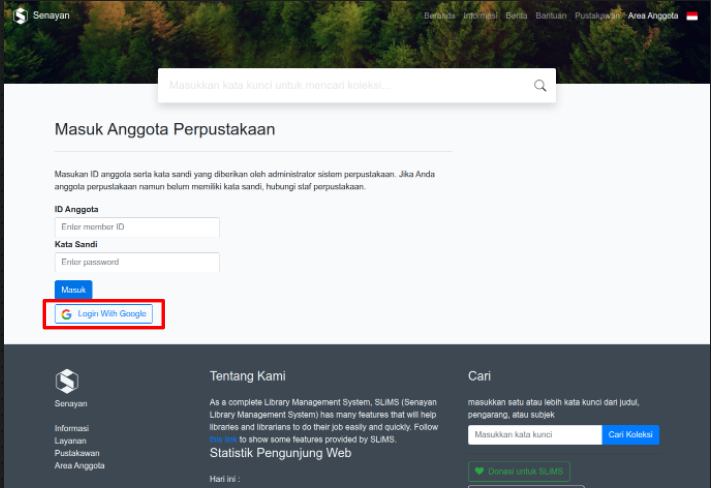 Senayan
Beranda Informasi Berita Bantuan Pustakawan Area Anggota
Masukkan kata kunci untuk mencari koleksi...
Masuk Anggota Perpustakaan
Masukan ID anggota serta kata sandi yang diberikan oleh administrator sistem perpustakaan. Jika Anda
anggota perpustakaan namun belum memiliki kata sandi, hubungi staf perpustakaan.
ID Anggota
Enter member ID
Kata Sandi
Enter password
Masuk
Login With Google
Senayan
Informasi
Layanan
Pustakawan
Area Anggota
Tentang Kami
As a complete Library Management System, SLiMS (Senayan
Library Management System) has many features that will help
libraries and librarians to do their job easily and quickly. Follow
this link to show some features provided by SLiMS.
Statistik Pengunjung Web
Hari ini :
Cari
masukkan satu atau lebih kata kunci dari judul,
pengarang, atau subjek
Masukkan kata kunci
Cari Koleksi
Donasi untuk SLiMS